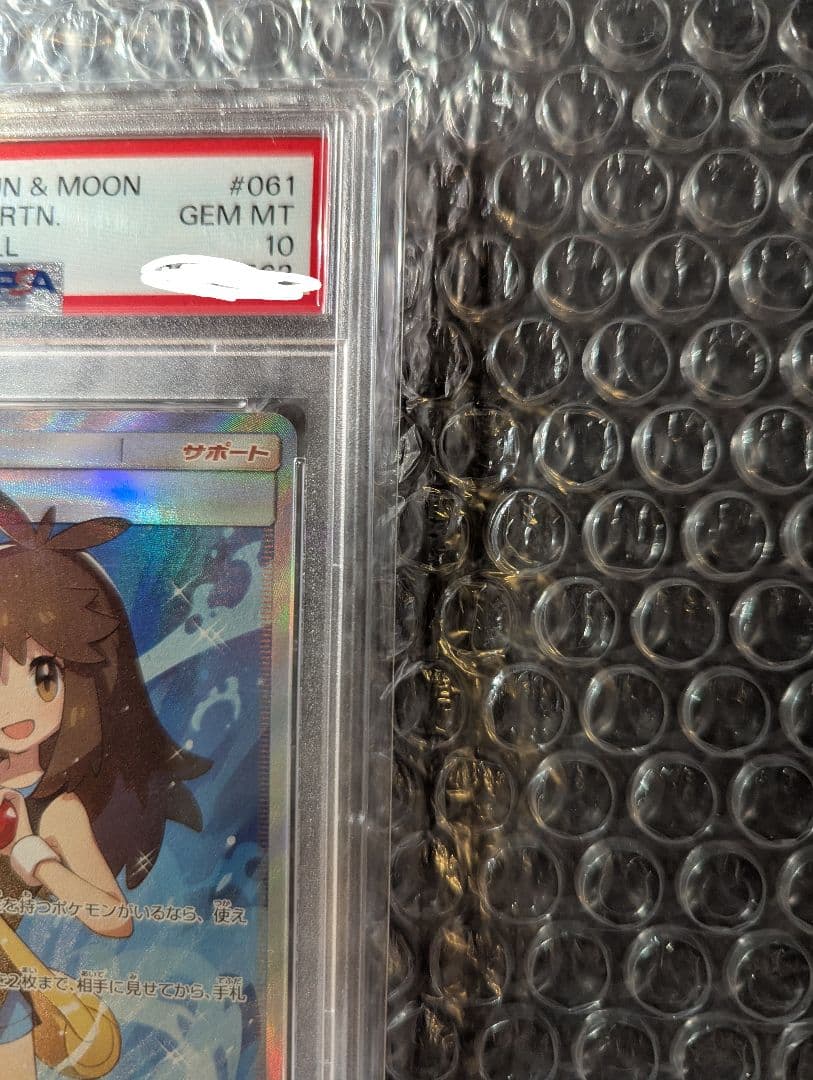 UN & MOON #061
RTN. GEM MT
LL 10
PSA
サポート
を持つポケモンがいるなら、使え
2枚まで、相手に見せてから、手札